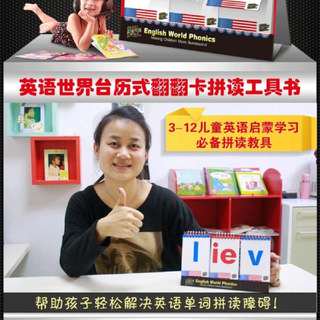 English World Phonics
英语世界台历式翻翻卡拼读工具书
3-12儿童英语启蒙学习
必备拼读教具
l ie v
English World Phonics
帮助孩子轻松解决英语单词拼读障碍！